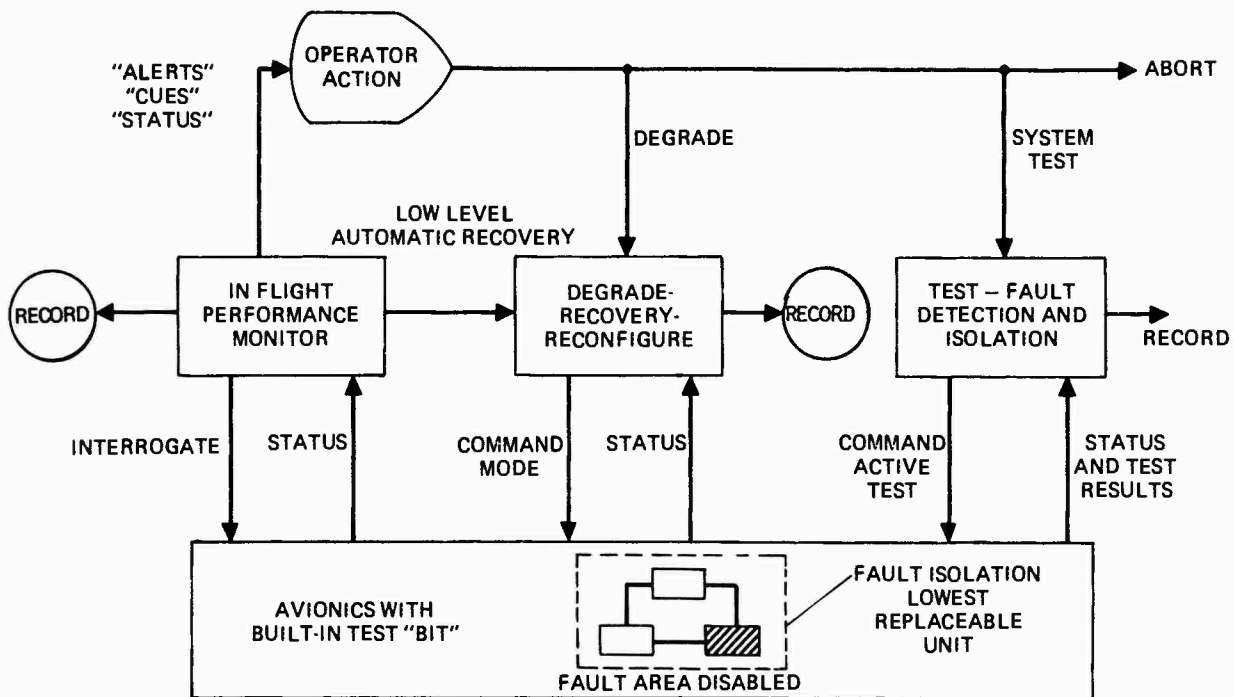 "ALERTS"
"CUES"
"STATUS"
OPERATOR
ACTION
ABORT
DEGRADE
SYSTEM
TEST
LOW LEVEL
AUTOMATIC RECOVERY
RECORD
IN FLIGHT
PERFORMANCE
MONITOR
DEGRADE-
RECOVERY-
RECONFIGURE
RECORD
TEST – FAULT
DETECTION AND
ISOLATION
RECORD
INTERROGATE
STATUS
COMMAND
MODE
STATUS
COMMAND
ACTIVE
TEST
STATUS
AND TEST
RESULTS
AVIONICS WITH
BUILT-IN TEST "BIT"
FAULT ISOLATION
LOWEST
REPLACEABLE
UNIT
FAULT AREA DISABLED